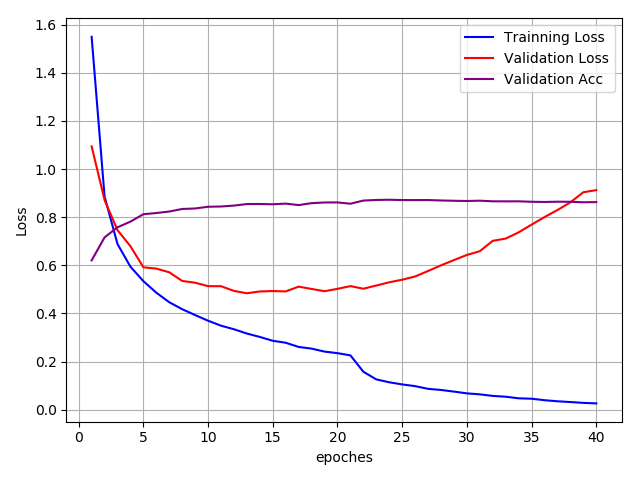 1.6
1.4
1.2
1.0
0.8
0.6
0.4
0.2
0.0
Loss
0 5 10 15 20 25 30 35 40
epoches
Trainning Loss
Validation Loss
Validation Acc